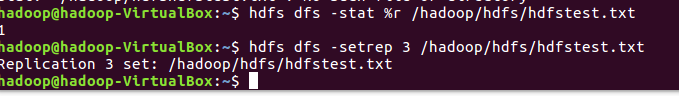 hadoop@hadoop-VirtualBox:~$ hdfs dfs -stat %r /hadoop/hdfs/hdfstest.txt
1
hadoop@hadoop-VirtualBox:~$ hdfs dfs -setrep 3 /hadoop/hdfs/hdfstest.txt
Replication 3 set: /hadoop/hdfs/hdfstest.txt
hadoop@hadoop-VirtualBox:~$